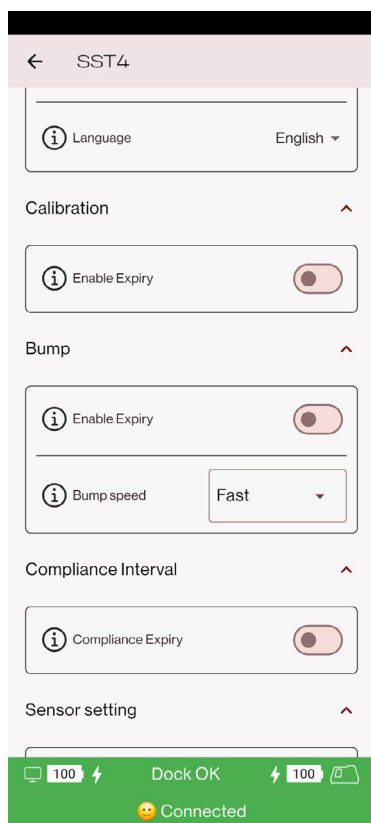 SST4
Language English
Calibration
Enable Expiry
Bump
Enable Expiry
Bump speed Fast
Compliance Interval
Compliance Expiry
Sensor setting
100 Dock OK 100
Connected